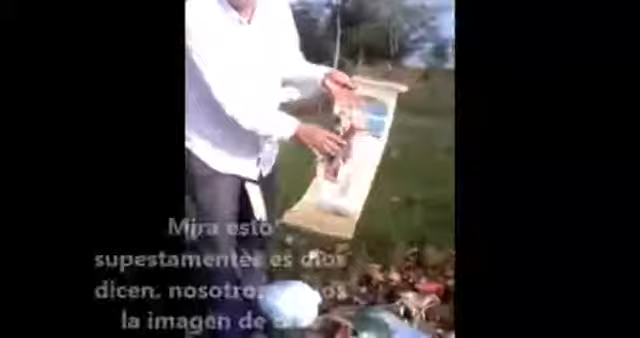 Mira esto
supestamentes es dios
dicen. nosotros
la imagen de